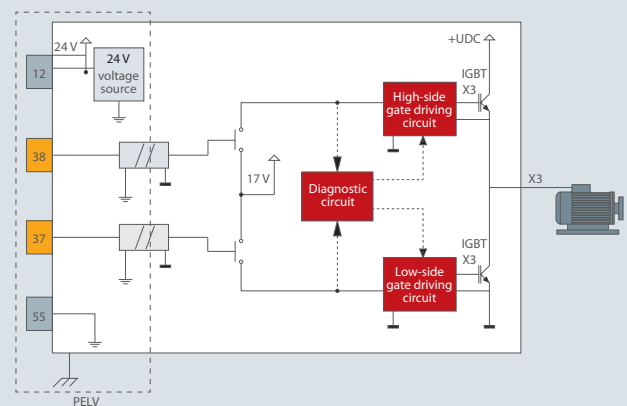 +UDC
24 V
12
24 V
voltage
source
IGBT
X3
High-side
gate driving
circuit
38
17 V
Diagnostic
circuit
X3
37
IGBT
X3
Low-side
gate driving
circuit
55
PELV